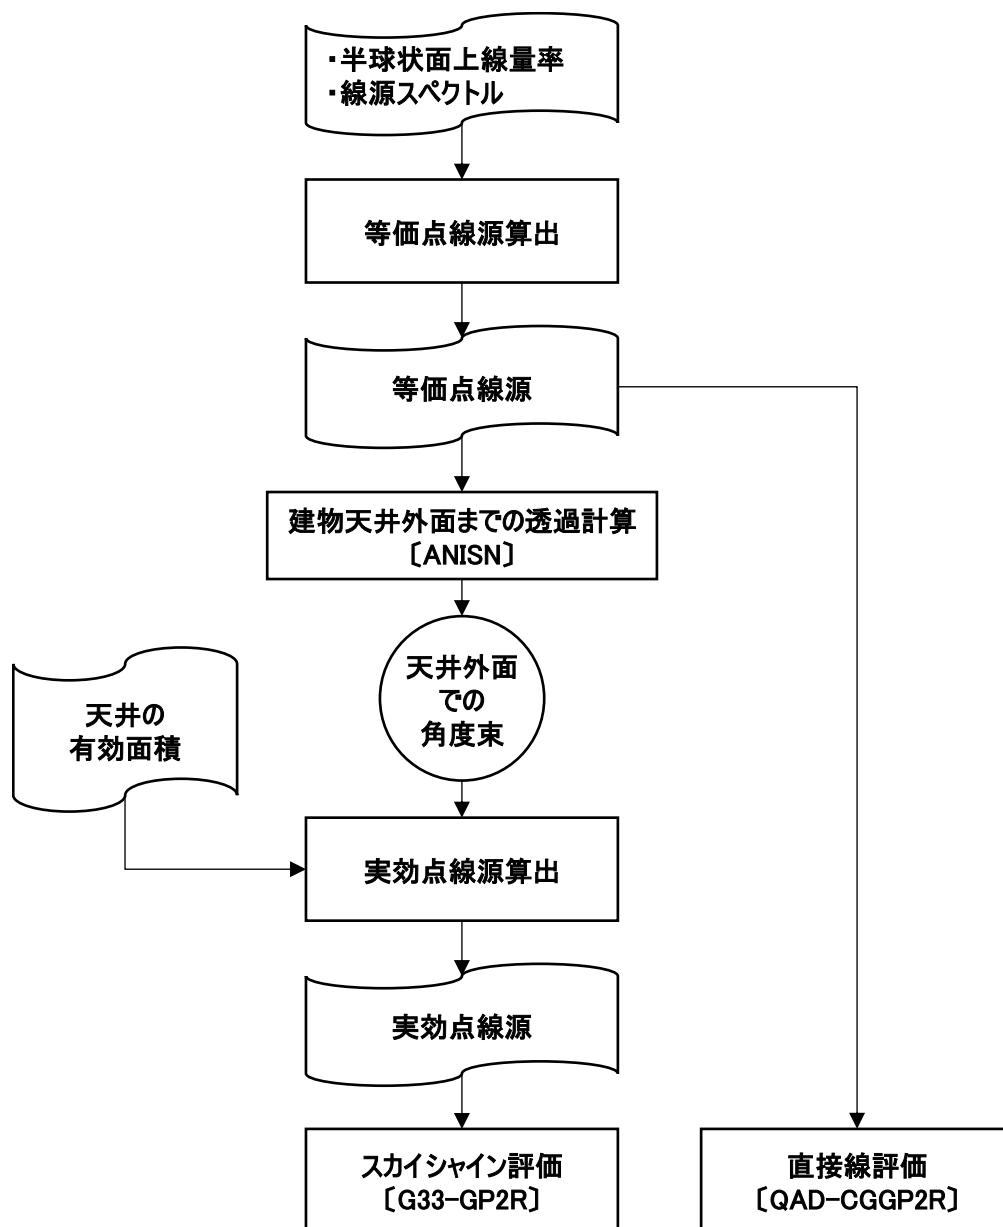 ・半球状面上線量率
・線源スペクトル
等価点線源算出
等価点線源
建物天井外面までの透過計算
〔ANISN〕
天井外面
での
角度束
天井の
有効面積
実効点線源算出
実効点線源
スカイシャイン評価
〔G33-GP2R〕
直接線評価
〔QAD-CGGP2R〕